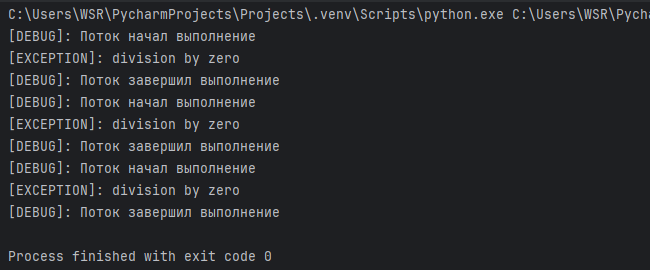 C:\Users\WSR\PycharmProjects\Projects\.venv\Scripts\python.exe C:\Users\WSR\Pycha
[DEBUG]: Поток начал выполнение
[EXCEPTION]: division by zero
[DEBUG]: Поток завершил выполнение
[DEBUG]: Поток начал выполнение
[EXCEPTION]: division by zero
[DEBUG]: Поток завершил выполнение
[DEBUG]: Поток начал выполнение
[EXCEPTION]: division by zero
[DEBUG]: Поток завершил выполнение
Process finished with exit code 0